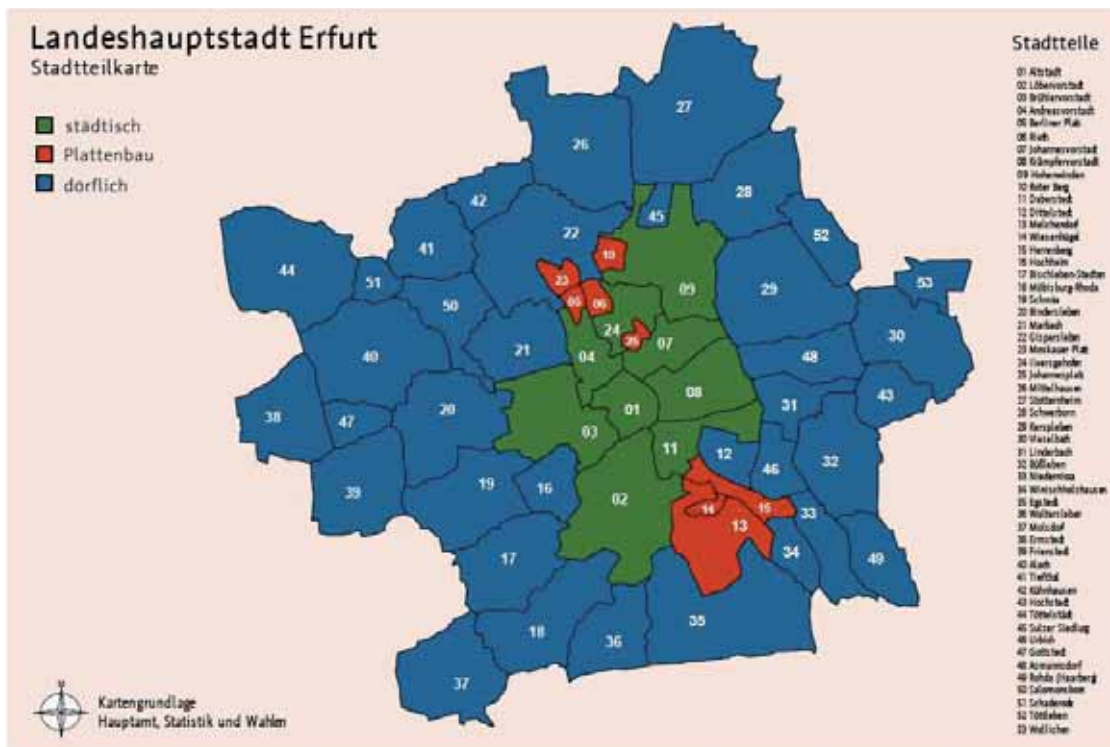 Landeshauptstadt Erfurt
Stadtteilkarte
städtisch
Plattenbau
dörflich
27
26
28
42
45
22
52
41
10
44
51
23
53
09
29
05
06
50
30
24
25
07
21
04
48
40
08
43
20
01
31
38
47
03
11
12
32
46
39
19
16
02
14
15
33
13
34
17
49
35
18
36
37
N
Kartengrundlage
Hauptamt, Statistik und Wahlen
Stadtteile
01 Altstadt
02 Löbervorstadt
03 Brühlervorstadt
04 Andreasvorstadt
05 Berliner Platz
06 Rieth
07 Johannesvorstadt
08 Krämpfervorstadt
09 Hohenwinden
10 Roter Berg
11 Daberstedt
12 Dittelstedt
13 Melchendorf
14 Wiesenhügel
15 Herrenberg
16 Hochheim
17 Bischleben-Stedten
18 Möbisburg-Rhoda
19 Schmira
20 Bindersleben
21 Marbach
22 Gispersleben
23 Moskauer Platz
24 Ilversgehofen
25 Johannesplatz
26 Mittelhausen
27 Stotternheim
28 Schwerborn
29 Kerspleben
30 Vieselbach
31 Linderbach
32 Büßleben
33 Niedernissa
34 Windischholzhausen
35 Egstedt
36 Waltersleben
37 Molsdorf
38 Ermstedt
39 Frienstedt
40 Alach
41 Tiefthal
42 Kühnhausen
43 Hochstedt
44 Töttelstädt
45 Sulzer Siedlung
46 Urbich
47 Gottstedt
48 Azmannsdorf
49 Rohda (Haarberg)
50 Salomonsborn
51 Schaderode
52 Töttleben
53 Wallichen